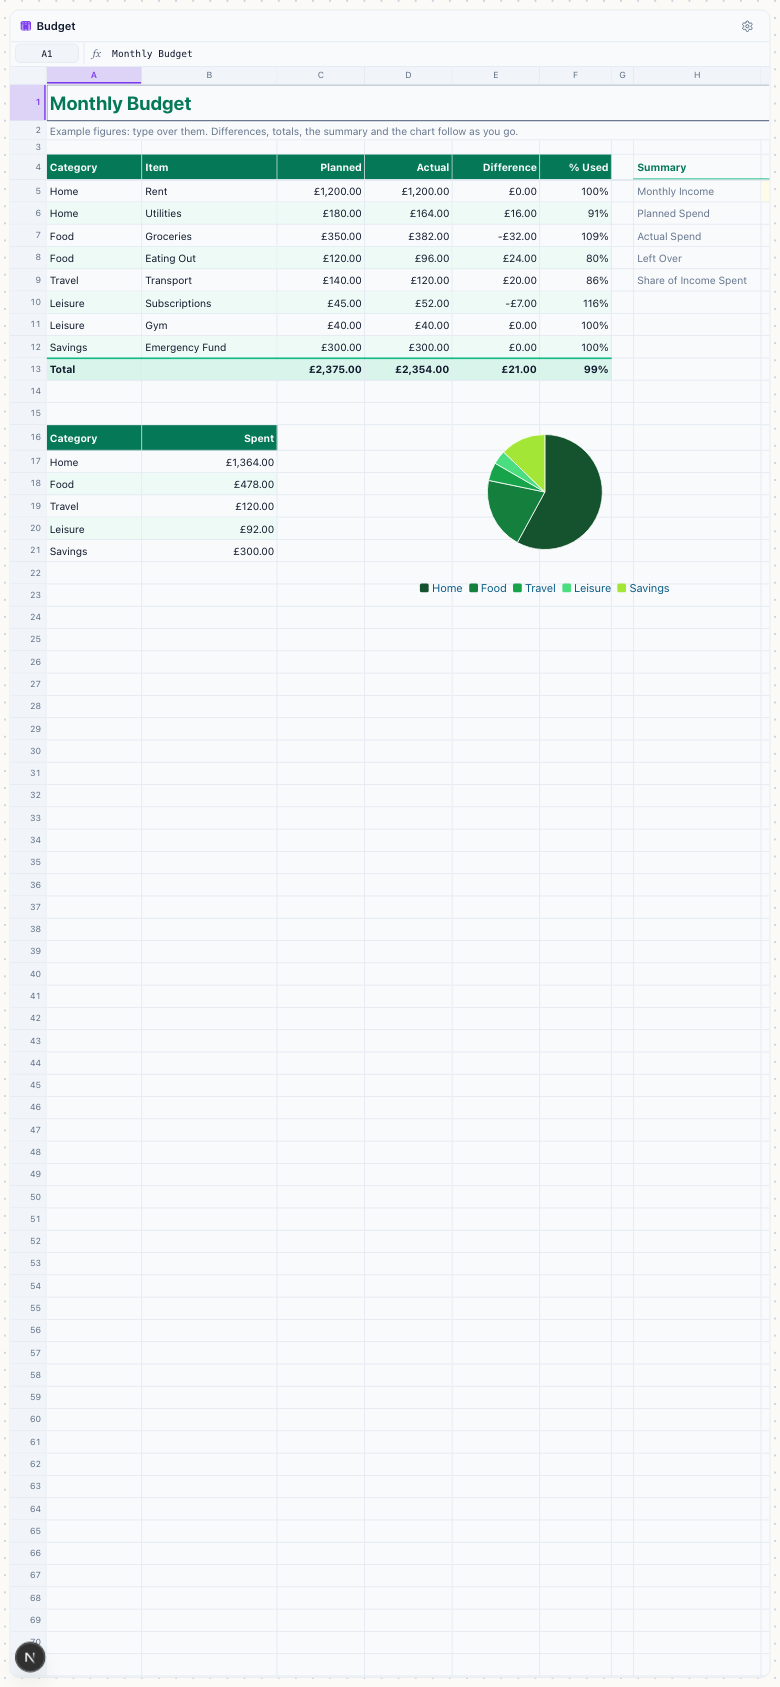 Budget
A1 fx Monthly Budget
A B C D E F G H
1 Monthly Budget
2 Example figures: type over them. Differences, totals, the summary and the chart follow as you go.
3
4 Category Item Planned Actual Difference % Used Summary
5 Home Rent £1,200.00 £1,200.00 £0.00 100% Monthly Income
6 Home Utilities £180.00 £164.00 £16.00 91% Planned Spend
7 Food Groceries £350.00 £382.00 -£32.00 109% Actual Spend
8 Food Eating Out £120.00 £96.00 £24.00 80% Left Over
9 Travel Transport £140.00 £120.00 £20.00 86% Share of Income Spent
10 Leisure Subscriptions £45.00 £52.00 -£7.00 116%
11 Leisure Gym £40.00 £40.00 £0.00 100%
12 Savings Emergency Fund £300.00 £300.00 £0.00 100%
13 Total £2,375.00 £2,354.00 £21.00 99%
14
15
16 Category Spent
17 Home £1,364.00
18 Food £478.00
19 Travel £120.00
20 Leisure £92.00
21 Savings £300.00
22
Home Food Travel Leisure Savings
23
24
25
26
27
28
29
30
31
32
33
34
35
36
37
38
39
40
41
42
43
44
45
46
47
48
49
50
51
52
53
54
55
56
57
58
59
60
61
62
63
64
65
66
67
68
69
70
N